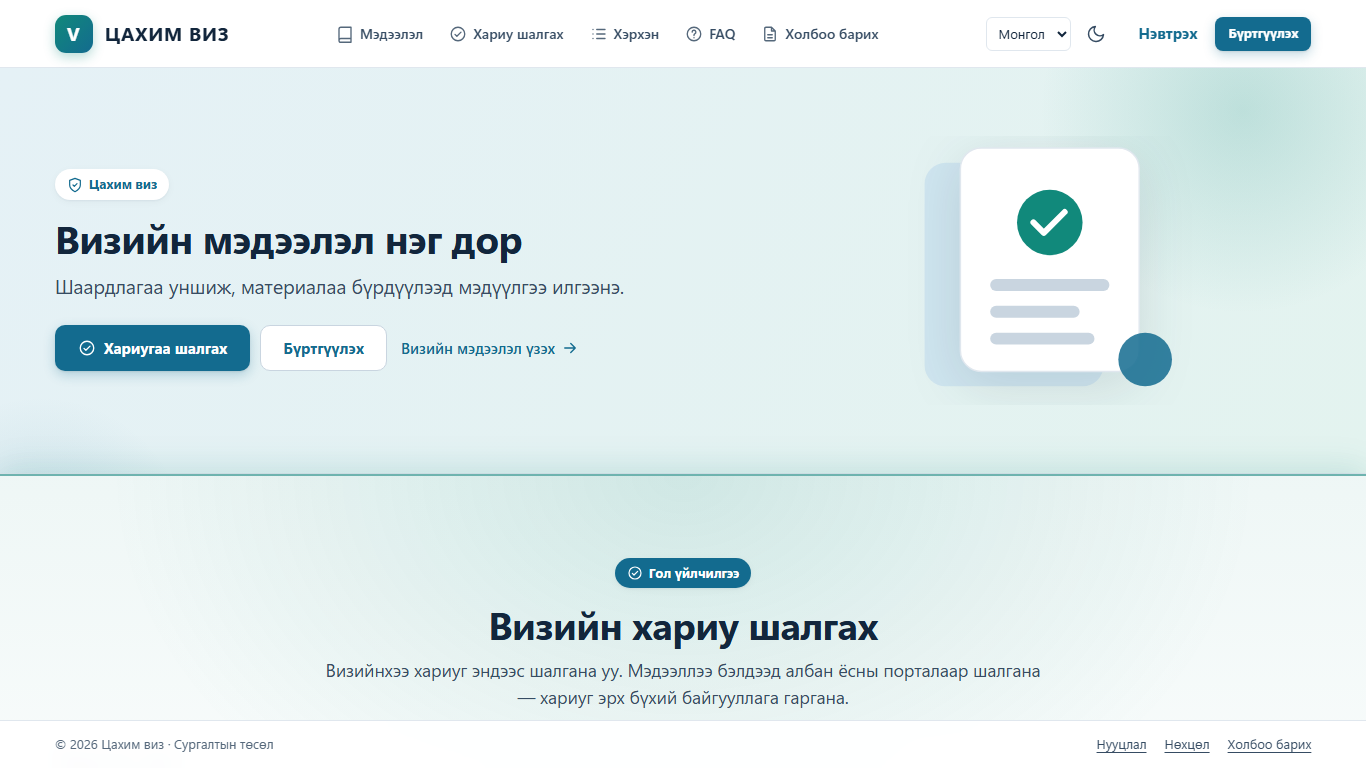 V ЦАХИМ ВИЗ
Мэдээлэл
Хариу шалгах
Хэрхэн
FAQ
Холбоо барих
Монгол
Нэвтрэх
Бүртгүүлэх
Цахим виз
Визийн мэдээлэл нэг дор
Шаардлагаа уншиж, материалаа бүрдүүлээд мэдүүлгээ илгээнэ.
Хариугаа шалгах
Бүртгүүлэх
Визийн мэдээлэл үзэх →
Гол үйлчилгээ
Визийн хариу шалгах
Визийнхээ хариуг эндээс шалгана уу. Мэдээллээ бэлдээд албан ёсны порталаар шалгана
— хариуг эрх бүхий байгууллага гаргана.
© 2026 Цахим виз · Сургалтын төсөл
Нууцлал
Нөхцөл
Холбоо барих